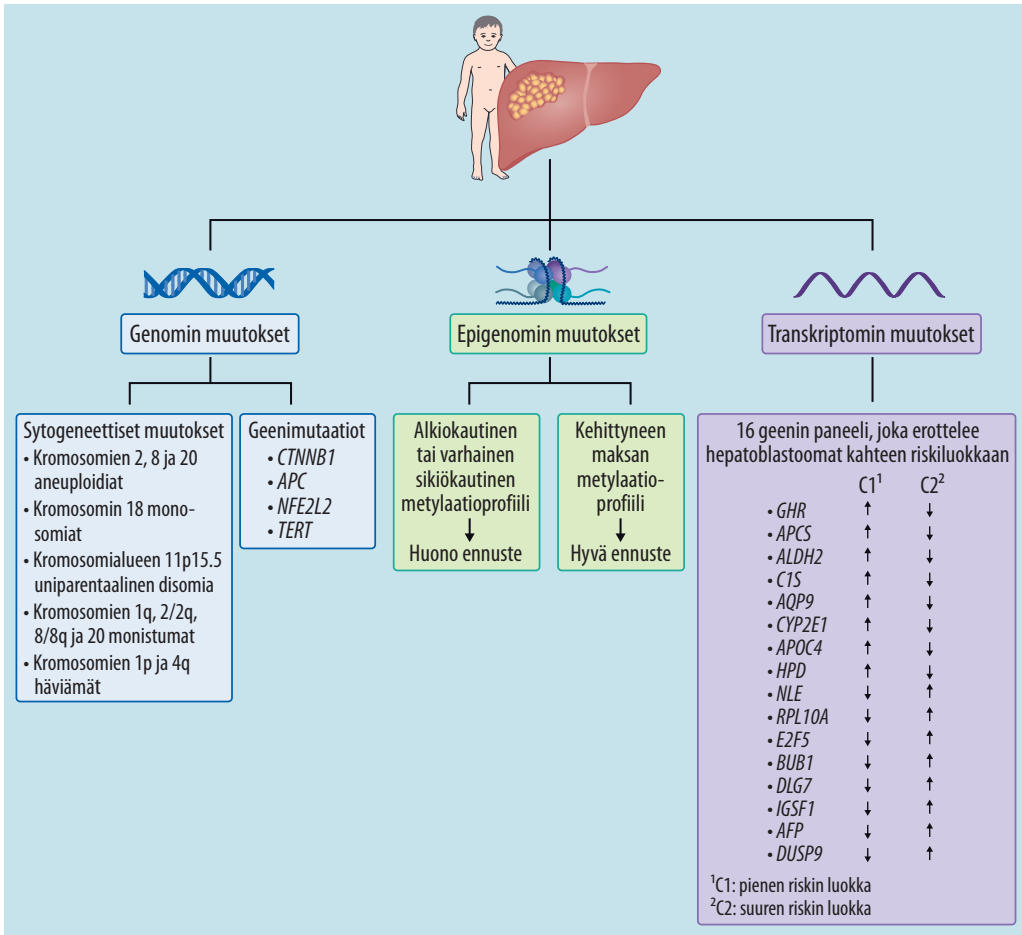 Genomin muutokset
Epigenomin muutokset
Transkriptomin muutokset
Sytogeneettiset muutokset
• Kromosomien 2, 8 ja 20
aneuploidiat
• Kromosomin 18 mono-
somiat
• Kromosomialueen 11p15.5
uniparentaalinen disomia
• Kromosomien 1q, 2/2q,
8/8q ja 20 monistumat
• Kromosomien 1p ja 4q
häviämät
Geenimutaatiot
• CTNNB1
• APC
• NFE2L2
• TERT
Alkiokautinen
tai varhainen
sikiökautinen
metylaatioprofiili
↓
Huono ennuste
Kehittyneen
maksan
metylaatio-
profiili
↓
Hyvä ennuste
16 geenin paneeli, joka erottelee
hepatoblastoomat kahteen riskiluokkaan
C1¹ C2²
• GHR ↑ ↓
• APCS ↑ ↓
• ALDH2 ↑ ↓
• C1S ↑ ↓
• AQP9 ↑ ↓
• CYP2E1 ↑ ↓
• APOC4 ↑ ↓
• HPD ↑ ↓
• NLE ↓ ↑
• RPL10A ↓ ↑
• E2F5 ↓ ↑
• BUB1 ↓ ↑
• DLG7 ↓ ↑
• IGSF1 ↓ ↑
• AFP ↓ ↑
• DUSP9 ↓ ↑
¹C1: pienen riskin luokka
²C2: suuren riskin luokka